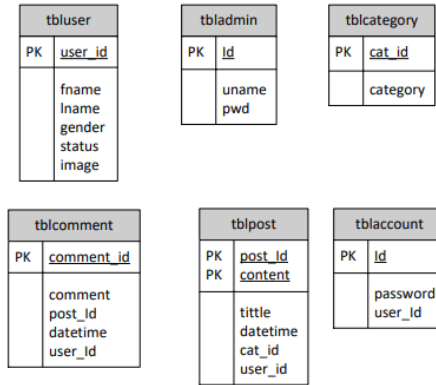 tbluser
PK user_id
fname
lname
gender
status
image
tbladmin
PK Id
uname
pwd
tblcategory
PK cat_id
category
tblcomment
PK comment_id
comment
post_Id
datetime
user_Id
tblpost
PK post_Id
PK content
tittle
datetime
cat_id
user_id
tblaccount
PK Id
password
user_Id